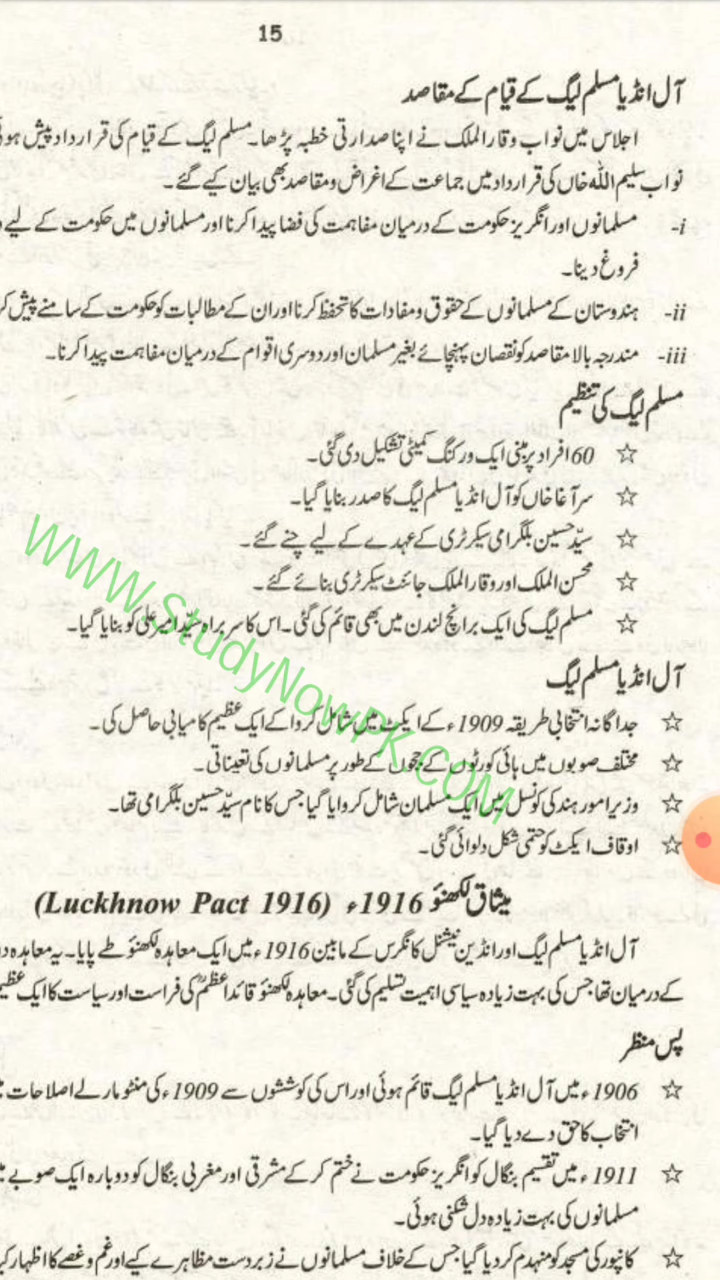 15
آل انڈیا مسلم لیگ کے قیام کے مقاصد
اجلاس میں نواب وقار الملک نے اپنا صدارتی خطبہ پڑھا۔ مسلم لیگ کے قیام کی قرارداد پیش
نواب سلیم اللہ خاں کی قرارداد میں جماعت کے اغراض و مقاصد بھی بیان کیے گئے۔
i- مسلمانوں اور انگریز حکومت کے درمیان مفاہمت کی فضا پیدا کرنا اور مسلمانوں میں حکومت کے لیے
فروغ دینا۔
ii- ہندوستان کے مسلمانوں کے حقوق و مفادات کا تحفظ کرنا اور ان کے مطالبات کو حکومت کے سامنے پیش
iii- مندرجہ بالا مقاصد کو نقصان پہنچائے بغیر مسلمان اور دوسری اقوام کے درمیان مفاہمت پیدا کرنا۔
مسلم لیگ کی تنظیم
☆ 60 افراد پر مبنی ایک ورکنگ کمیٹی تشکیل دی گئی۔
☆ سر آغا خاں کو آل انڈیا مسلم لیگ کا صدر بنایا گیا۔
☆ سیّد حسین بلگرامی سیکرٹری کے عہدے کے لیے چنے گئے۔
☆ محسن الملک اور وقار الملک جائنٹ سیکرٹری بنائے گئے۔
☆ مسلم لیگ کی ایک برانچ لندن میں بھی قائم کی گئی۔ اس کا سربراہ سیّد امیر علی کو بنایا گیا۔
آل انڈیا مسلم لیگ
☆ جداگانہ انتخابی طریقہ 1909ء کے ایکٹ میں شامل کروا کے ایک عظیم کامیابی حاصل کی۔
☆ مختلف صوبوں میں ہائی کورٹوں کے ججوں کے طور پر مسلمانوں کی تعیناتی۔
☆ وزیر امور ہند کی کونسل میں ایک مسلمان شامل کروایا گیا جس کا نام سیّد حسین بلگرامی تھا۔
☆ اوقاف ایکٹ کو حتمی شکل دلوائی گئی۔
میثاق لکھنؤ 1916ء (Luckhnow Pact 1916)
آل انڈیا مسلم لیگ اور انڈین نیشنل کانگرس کے مابین 1916ء میں ایک معاہدہ لکھنؤ طے پایا۔ یہ معاہدہ
کے درمیان تھا جس کی بہت زیادہ سیاسی اہمیت تسلیم کی گئی۔ معاہدہ لکھنؤ قائداعظمؒ کی فراست اور سیاست کا ایک
پس منظر
☆ 1906ء میں آل انڈیا مسلم لیگ قائم ہوئی اور اس کی کوششوں سے 1909ء کی منٹو مارلے اصلاحات
انتخاب کا حق دے دیا گیا۔
☆ 1911ء میں تقسیم بنگال کو انگریز حکومت نے ختم کر کے مشرقی اور مغربی بنگال کو دوبارہ ایک صوبے
مسلمانوں کی بہت زیادہ دل شکنی ہوئی۔
☆ کانپور کی مسجد کو منہدم کر دیا گیا جس کے خلاف مسلمانوں نے زبردست مظاہرے کیے اور غم و غصے کا اظہار
WWW.StudyNowPK.COM